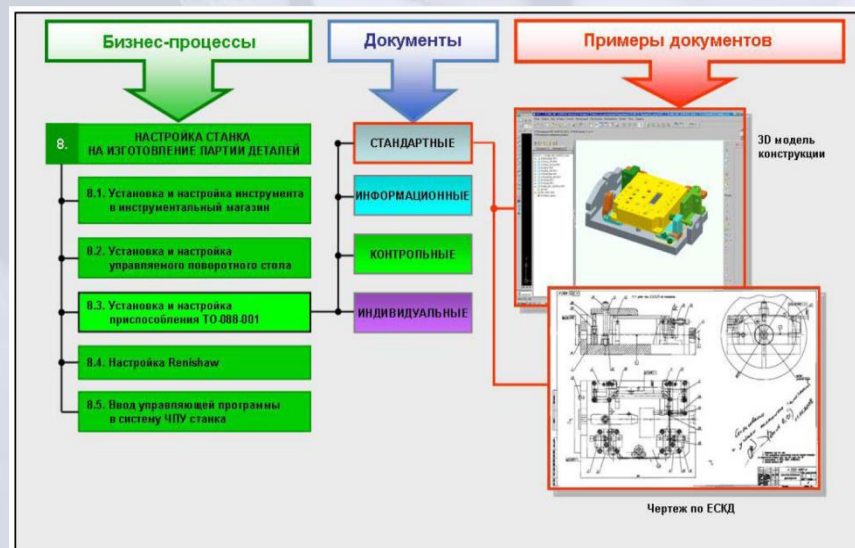 Бизнес-процессы
Документы
Примеры документов
8.
НАСТРОЙКА СТАНКА
НА ИЗГОТОВЛЕНИЕ ПАРТИИ ДЕТАЛЕЙ
8.1. Установка и настройка инструмента
в инструментальный магазин
8.2. Установка и настройка
управляемого поворотного стола
8.3. Установка и настройка
приспособления ТО-088-001
8.4. Настройка Renishaw
8.5. Ввод управляющей программы
в систему ЧПУ станка
СТАНДАРТНЫЕ
ИНФОРМАЦИОННЫЕ
КОНТРОЛЬНЫЕ
ИНДИВИДУАЛЬНЫЕ
3D модель
конструкции
Чертеж по ЕСКД